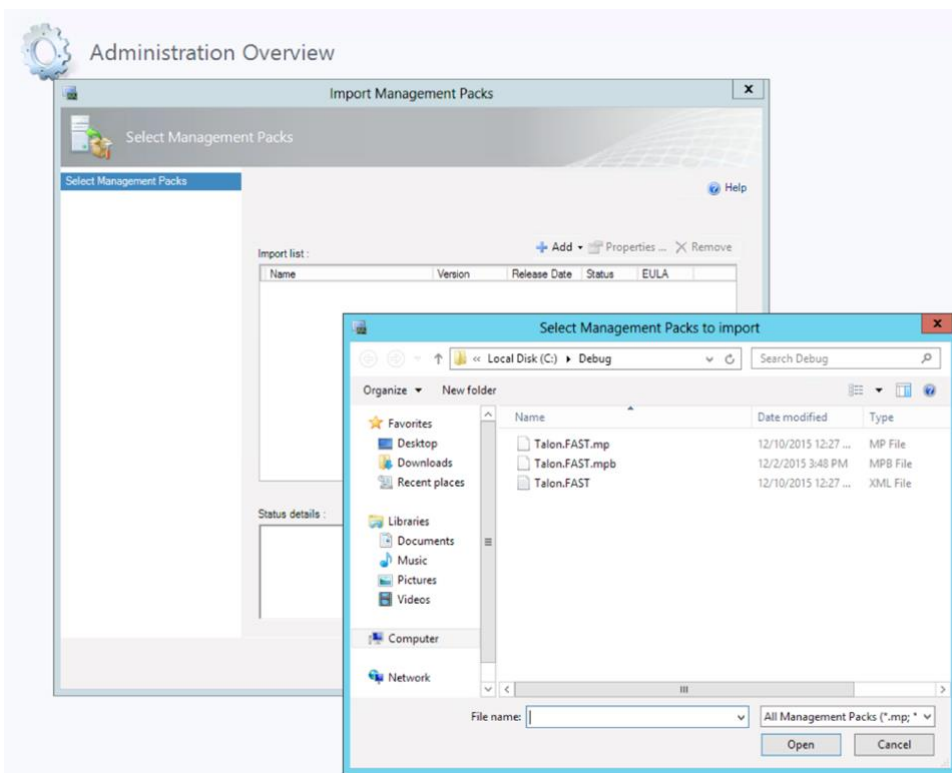 Administration Overview
Import Management Packs
x
Select Management Packs
Select Management Packs
Help
Add Properties ... Remove
Import list :
Name Version Release Date Status EULA
Select Management Packs to import
x
« Local Disk (C:) Debug
Search Debug
Organize New folder
Name Date modified Type
Favorites
Desktop
Downloads
Recent places
Libraries
Documents
Music
Pictures
Videos
Computer
Network
Talon.FAST.mp 12/10/2015 12:27 ... MP File
Talon.FAST.mpb 12/2/2015 3:48 PM MPB File
Talon.FAST 12/10/2015 12:27 ... XML File
Status details :
File name:
All Management Packs (*.mp; *
Open Cancel